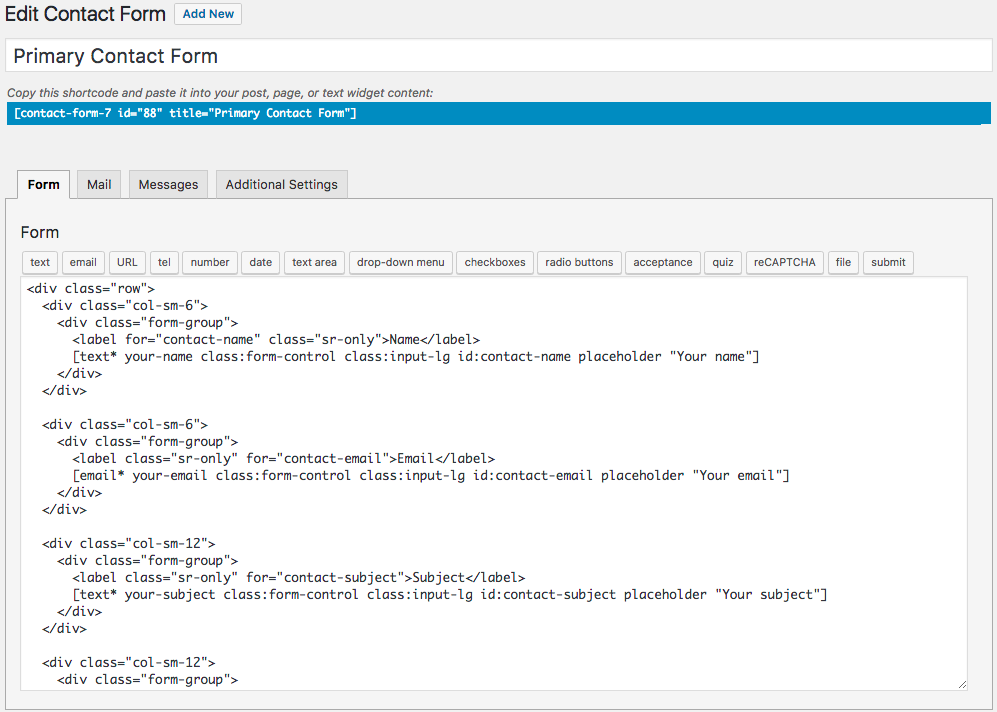 Edit Contact Form Add New
Primary Contact Form
Copy this shortcode and paste it into your post, page, or text widget content:
[contact-form-7 id="88" title="Primary Contact Form"]
Form Mail Messages Additional Settings
Form
text email URL tel number date text area drop-down menu checkboxes radio buttons acceptance quiz reCAPTCHA file submit
<div class="row">
  <div class="col-sm-6">
    <div class="form-group">
      <label for="contact-name" class="sr-only">Name</label>
      [text* your-name class:form-control class:input-lg id:contact-name placeholder "Your name"]
    </div>
  </div>

  <div class="col-sm-6">
    <div class="form-group">
      <label class="sr-only" for="contact-email">Email</label>
      [email* your-email class:form-control class:input-lg id:contact-email placeholder "Your email"]
    </div>
  </div>

  <div class="col-sm-12">
    <div class="form-group">
      <label class="sr-only" for="contact-subject">Subject</label>
      [text* your-subject class:form-control class:input-lg id:contact-subject placeholder "Your subject"]
    </div>
  </div>

  <div class="col-sm-12">
    <div class="form-group">